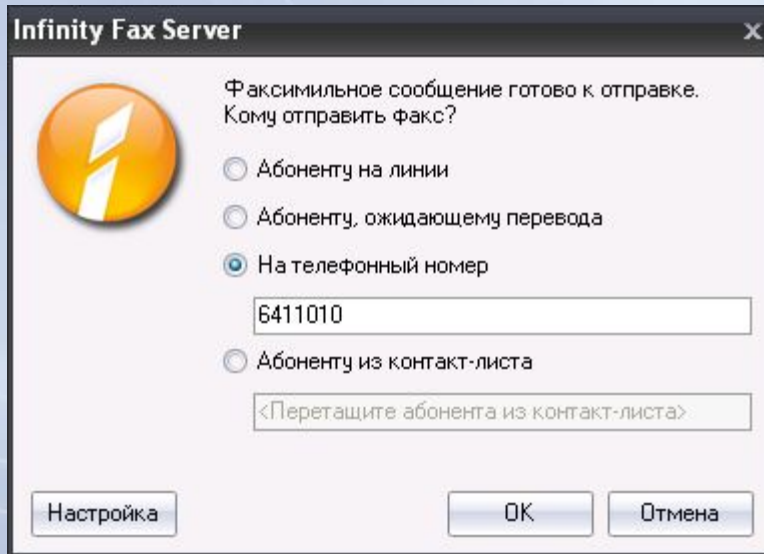 Infinity Fax Server
Факсимильное сообщение готово к отправке.
Кому отправить факс?
Абоненту на линии
Абоненту, ожидающему перевода
На телефонный номер
6411010
Абоненту из контакт-листа
<Перетащите абонента из контакт-листа>
Настройка
OK
Отмена